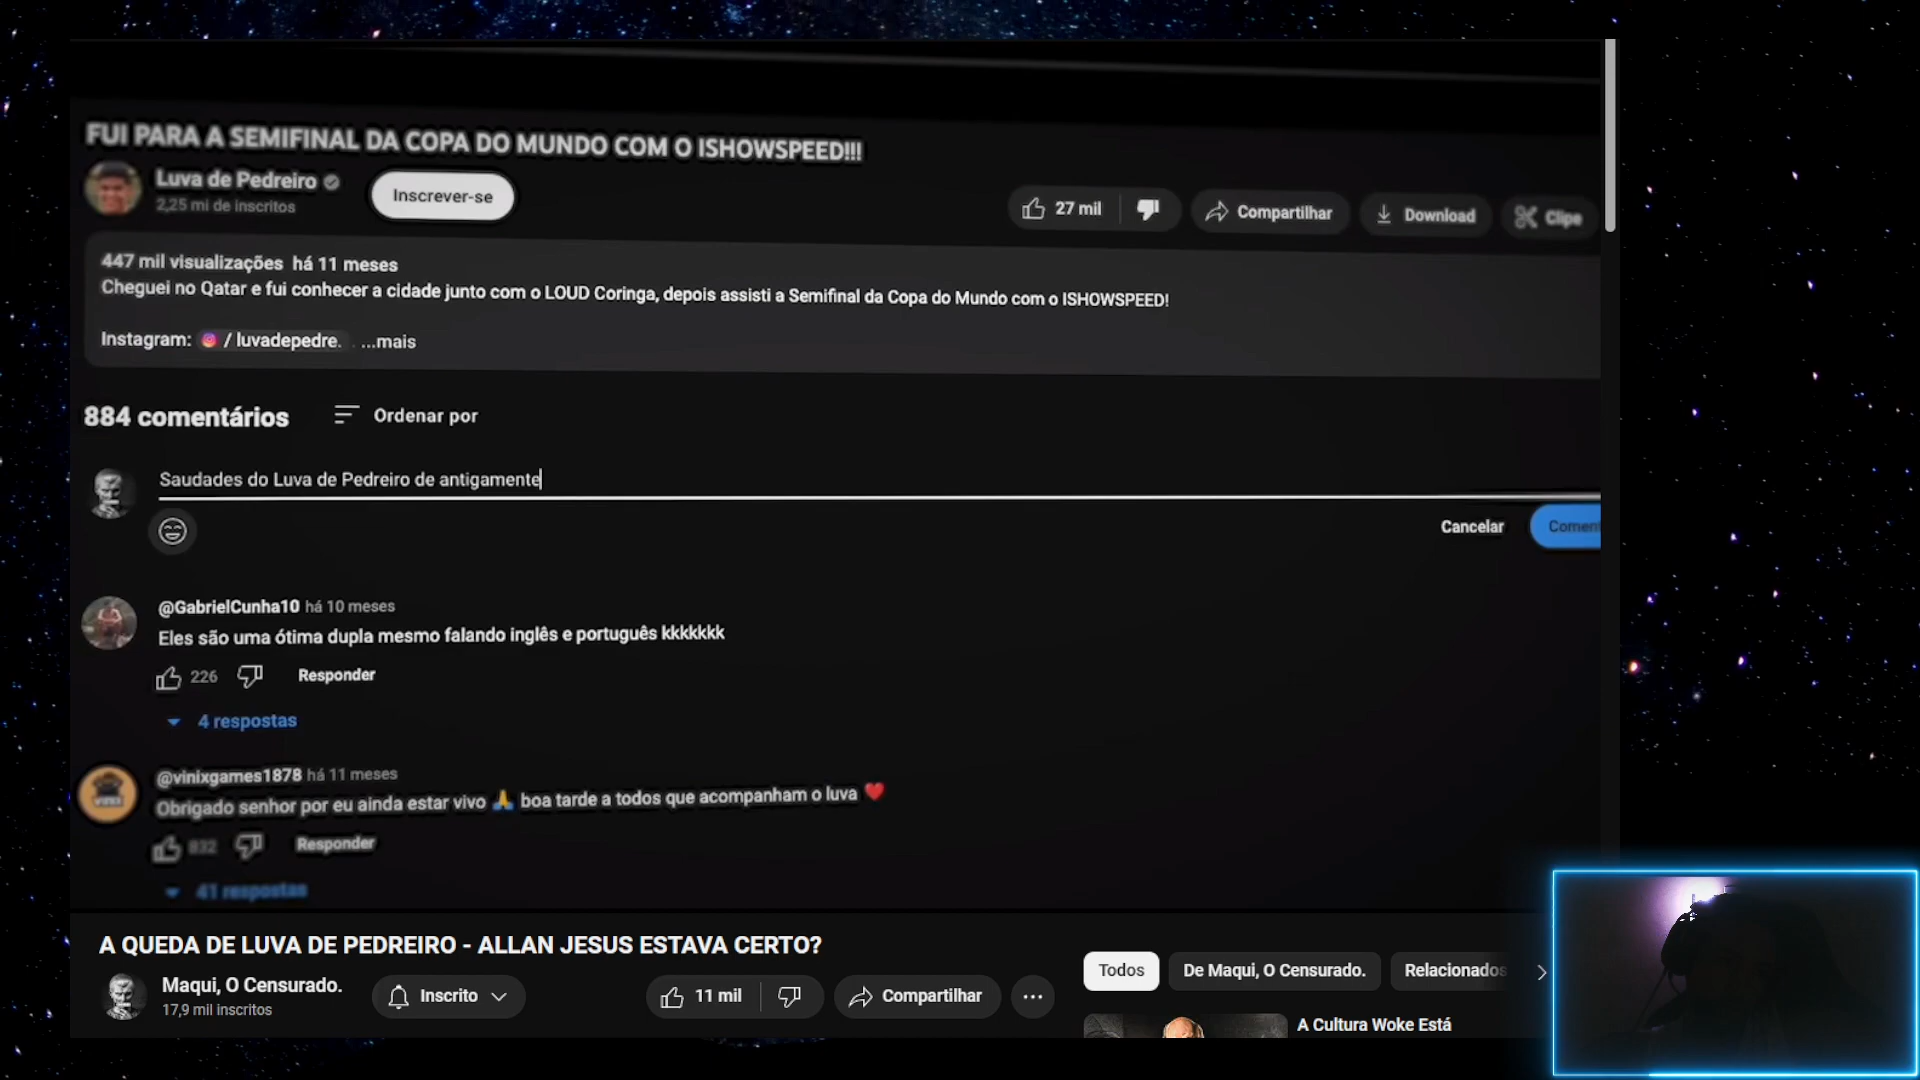 FUI PARA A SEMIFINAL DA COPA DO MUNDO COM O ISHOWSPEED!!!
Luva de Pedreiro
2,25 mi de inscritos
Inscrever-se
27 mil
Compartilhar
Download
Clipe
447 mil visualizações há 11 meses
Cheguei no Qatar e fui conhecer a cidade junto com o LOUD Coringa, depois assisti a Semifinal da Copa do Mundo com o ISHOWSPEED!
Instagram: / luvadepedre. ...mais
884 comentários
Ordenar por
Saudades do Luva de Pedreiro de antigamente
Cancelar
Coment
@GabrielCunha10 há 10 meses
Eles são uma ótima dupla mesmo falando inglês e português kkkkkkk
226
Responder
4 respostas
@vinixgames1878 há 11 meses
Obrigado senhor por eu ainda estar vivo 🙏 boa tarde a todos que acompanham o luva ❤️
832
Responder
41 respostas
A QUEDA DE LUVA DE PEDREIRO - ALLAN JESUS ESTAVA CERTO?
Maqui, O Censurado.
17,9 mil inscritos
Inscrito
11 mil
Compartilhar
Todos
De Maqui, O Censurado.
Relacionados
A Cultura Woke Está